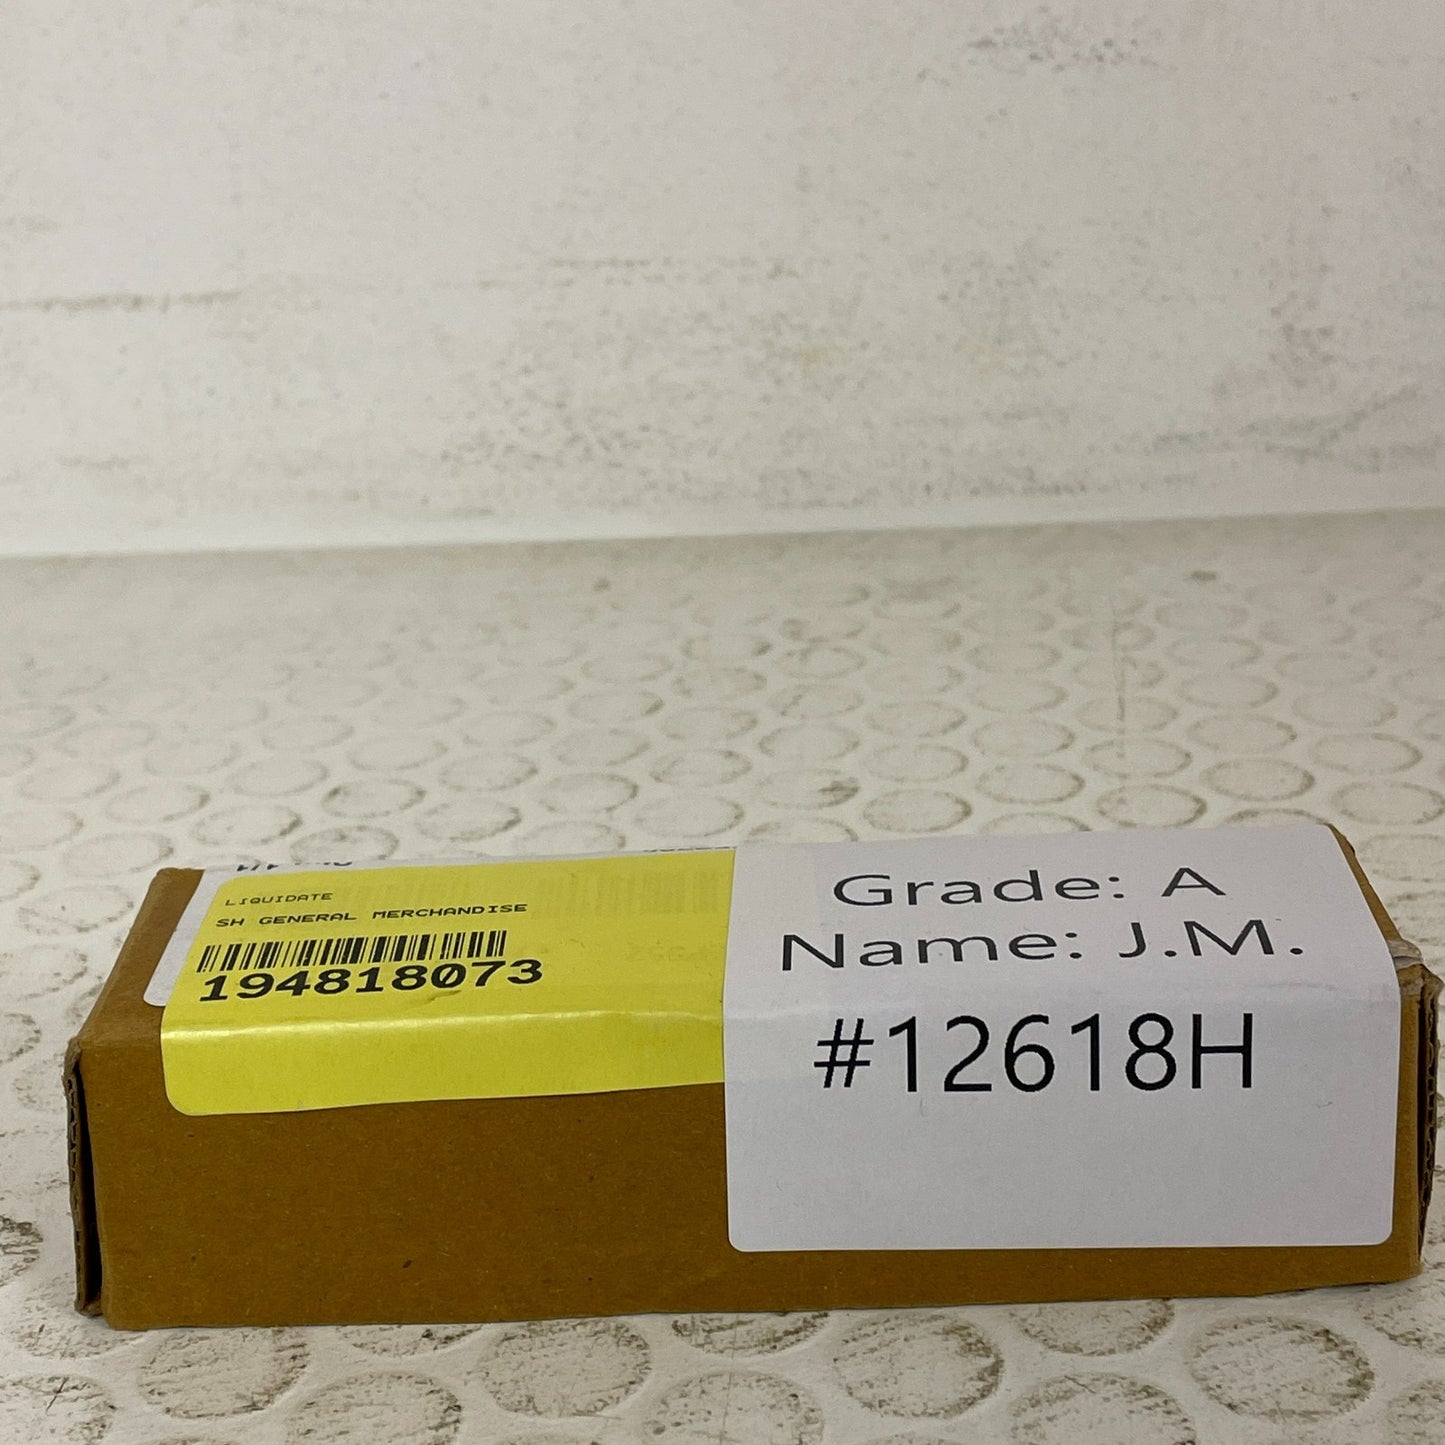 LIQUIDATE
SH GENERAL MERCHANDISE
194818073
Grade: A
Name: J.M.
#12618H